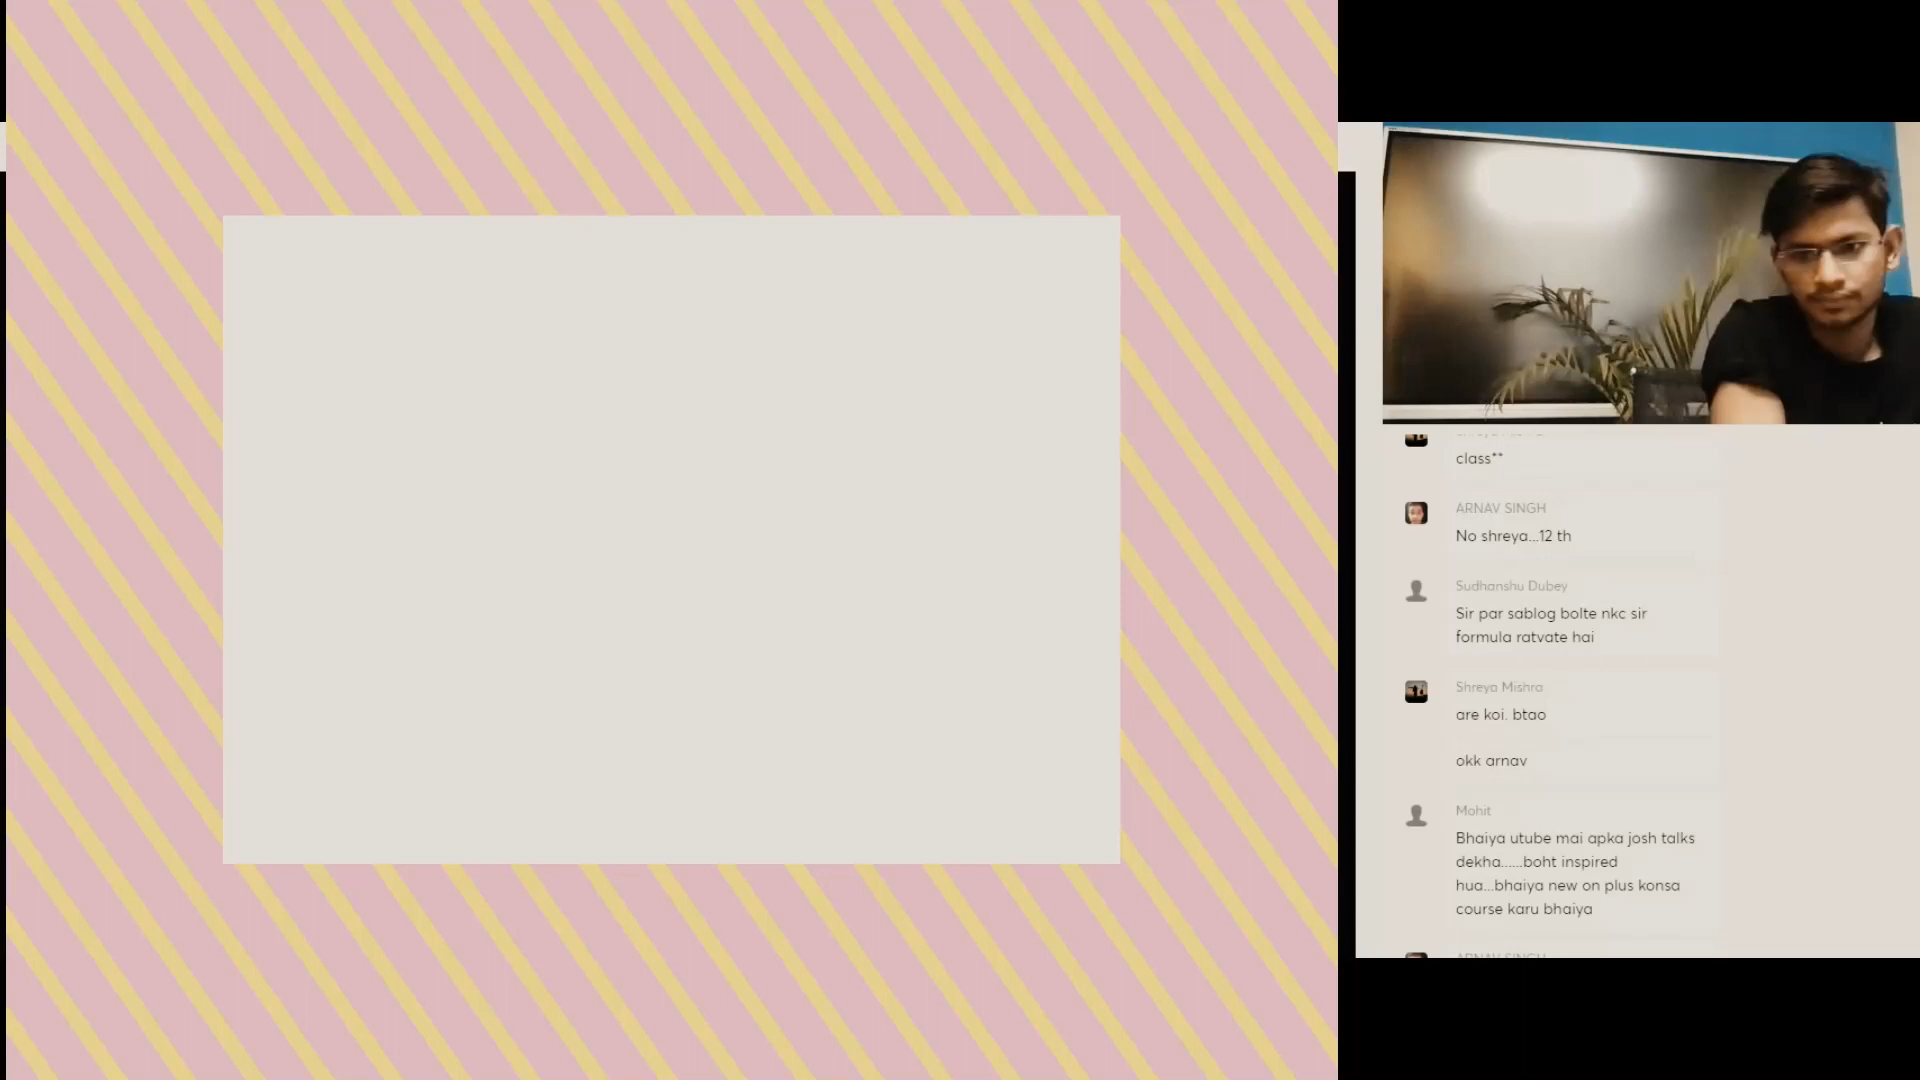 class**
ARNAV SINGH
No shreya...12 th
Sudhanshu Dubey
Sir par sablog bolte nkc sir
formula ratvate hai
Shreya Mishra
are koi. btao
okk arnav
Mohit
Bhaiya utube mai apka josh talks
dekha......boht inspired
hua...bhaiya new on plus konsa
course karu bhaiya
ARNAV SINGH